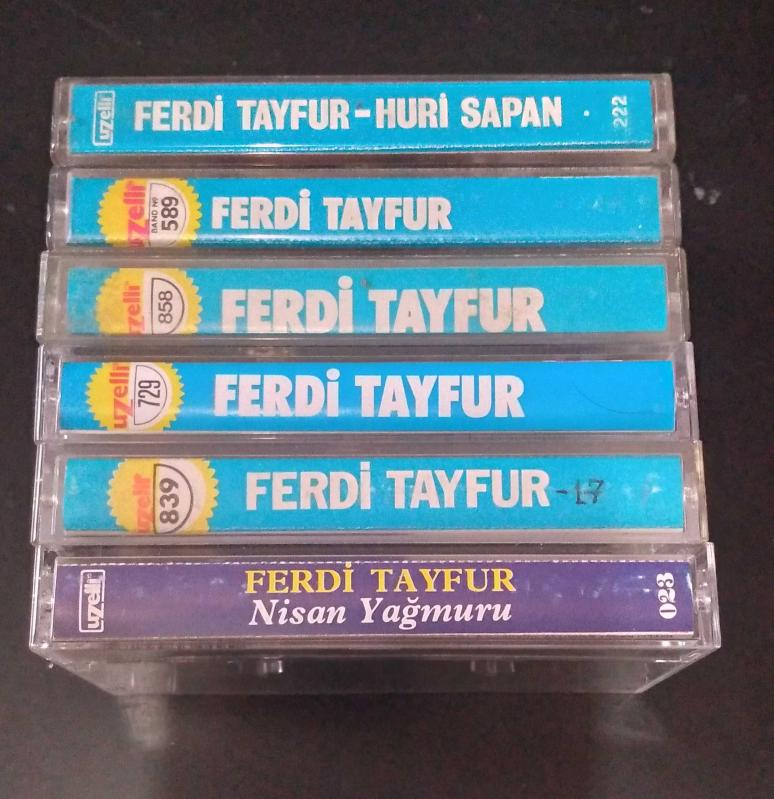 uzelli FERDİ TAYFUR-HURİ SAPAN . 222
uzelli BAND No 589 FERDİ TAYFUR
uzelli 858 FERDİ TAYFUR
uzelli 729 FERDİ TAYFUR
uzelli 839 FERDİ TAYFUR -17
uzelli FERDİ TAYFUR 023
Nisan Yağmuru